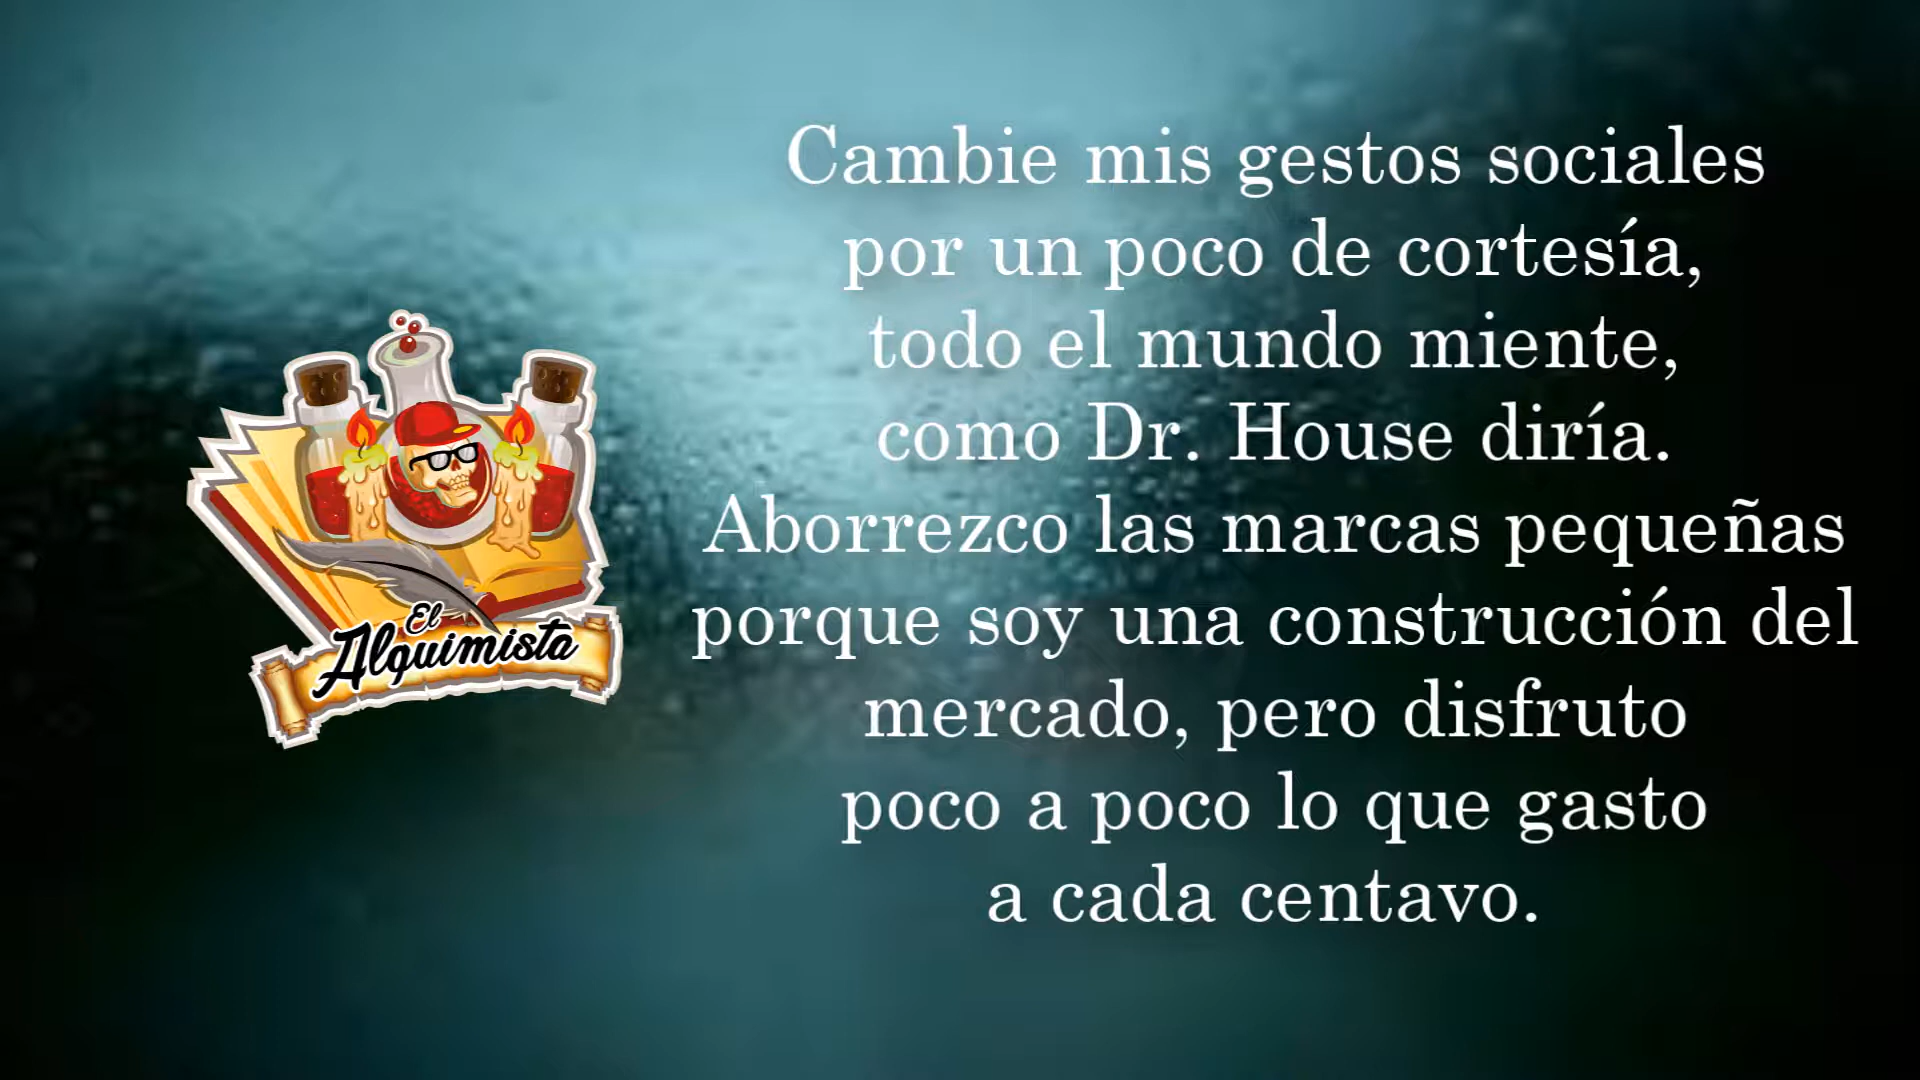 El
Alquimista
Cambie mis gestos sociales
por un poco de cortesía,
todo el mundo miente,
como Dr. House diría.
Aborrezco las marcas pequeñas
porque soy una construcción del
mercado, pero disfruto
poco a poco lo que gasto
a cada centavo.